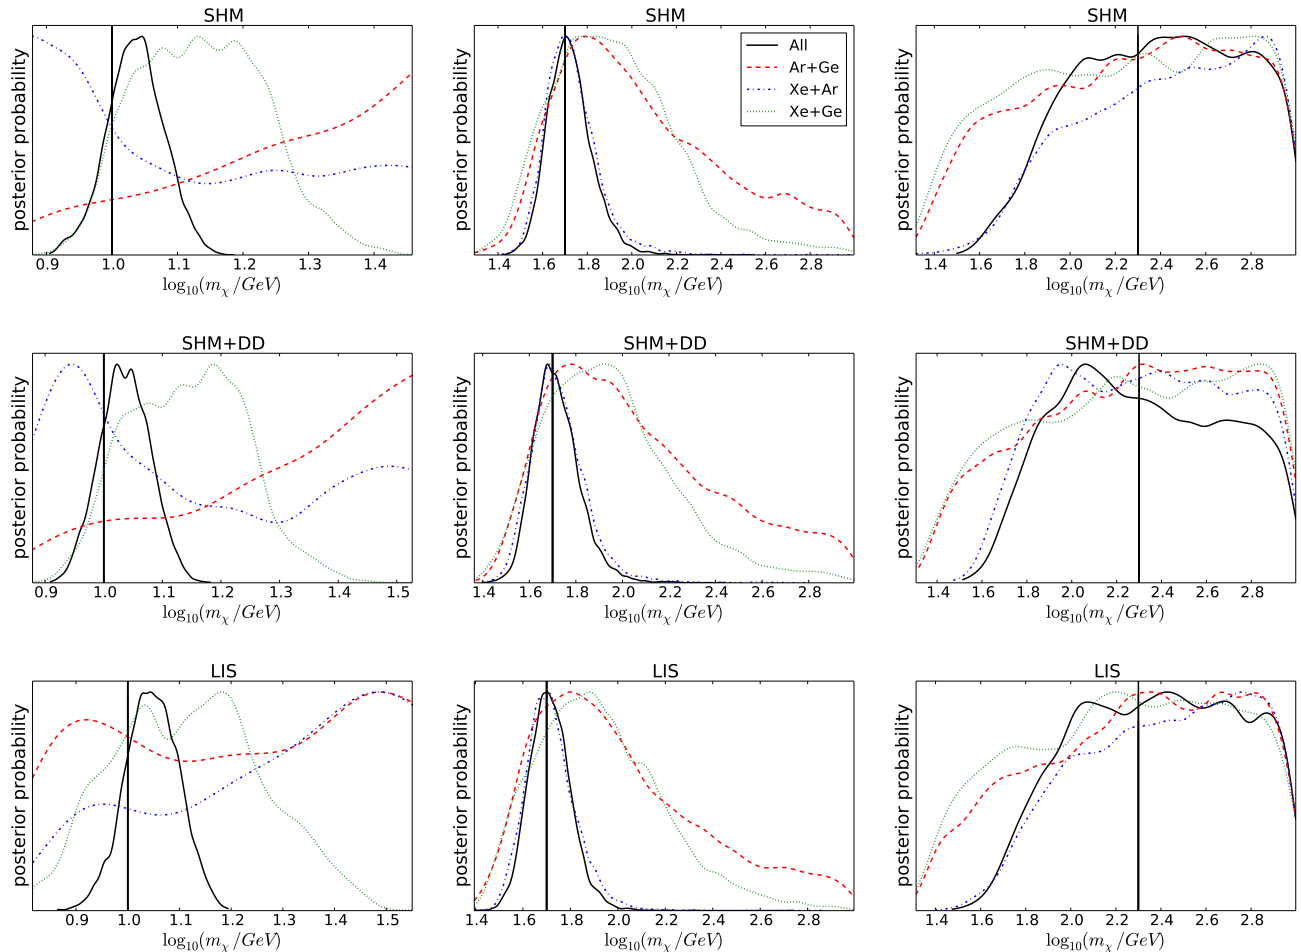 SHM SHM SHM
posterior probability posterior probability posterior probability
All
Ar+Ge
Xe+Ar
Xe+Ge
0.9 1.0 1.1 1.2 1.3 1.4 1.4 1.6 1.8 2.0 2.2 2.4 2.6 2.8 1.4 1.6 1.8 2.0 2.2 2.4 2.6 2.8
log₁₀(mᵪ/GeV) log₁₀(mᵪ/GeV) log₁₀(mᵪ/GeV)
SHM+DD SHM+DD SHM+DD
posterior probability posterior probability posterior probability
0.9 1.0 1.1 1.2 1.3 1.4 1.5 1.4 1.6 1.8 2.0 2.2 2.4 2.6 2.8 1.4 1.6 1.8 2.0 2.2 2.4 2.6 2.8
log₁₀(mᵪ/GeV) log₁₀(mᵪ/GeV) log₁₀(mᵪ/GeV)
LIS LIS LIS
posterior probability posterior probability posterior probability
0.9 1.0 1.1 1.2 1.3 1.4 1.5 1.4 1.6 1.8 2.0 2.2 2.4 2.6 2.8 1.4 1.6 1.8 2.0 2.2 2.4 2.6 2.8
log₁₀(mᵪ/GeV) log₁₀(mᵪ/GeV) log₁₀(mᵪ/GeV)